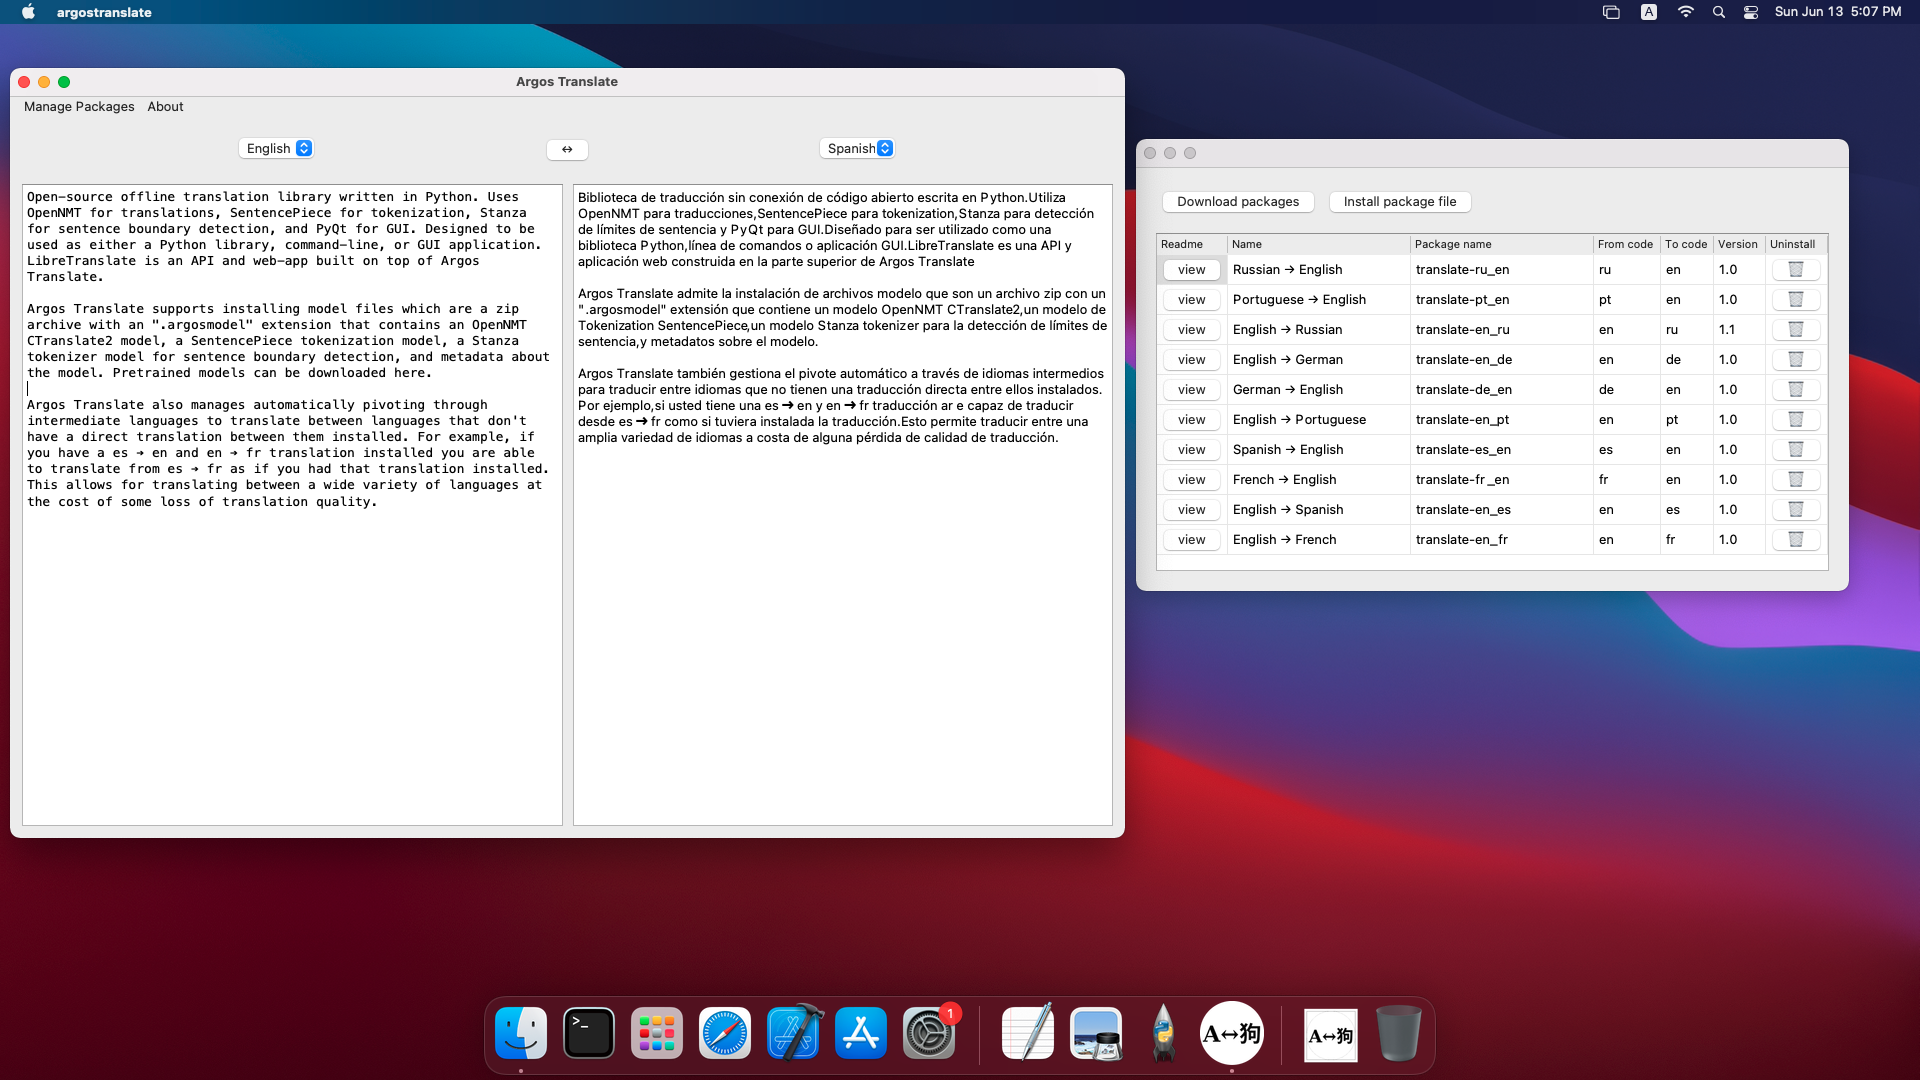 argostranslate
A
Sun Jun 13 5:07 PM
Argos Translate
Manage Packages About
English
↔
Spanish
Open-source offline translation library written in Python. Uses
OpenNMT for translations, SentencePiece for tokenization, Stanza
for sentence boundary detection, and PyQt for GUI. Designed to be
used as either a Python library, command-line, or GUI application.
LibreTranslate is an API and web-app built on top of Argos
Translate.
Argos Translate supports installing model files which are a zip
archive with an ".argosmodel" extension that contains an OpenNMT
CTranslate2 model, a SentencePiece tokenization model, a Stanza
tokenizer model for sentence boundary detection, and metadata about
the model. Pretrained models can be downloaded here.
Argos Translate also manages automatically pivoting through
intermediate languages to translate between languages that don't
have a direct translation between them installed. For example, if
you have a es → en and en → fr translation installed you are able
to translate from es → fr as if you had that translation installed.
This allows for translating between a wide variety of languages at
the cost of some loss of translation quality.
Biblioteca de traducción sin conexión de código abierto escrita en Python.Utiliza
OpenNMT para traducciones,SentencePiece para tokenization,Stanza para detección
de límites de sentencia y PyQt para GUI.Diseñado para ser utilizado como una
biblioteca Python,línea de comandos o aplicación GUI.LibreTranslate es una API y
aplicación web construida en la parte superior de Argos Translate
Argos Translate admite la instalación de archivos modelo que son un archivo zip con un
".argosmodel" extensión que contiene un modelo OpenNMT CTranslate2,un modelo de
Tokenization SentencePiece,un modelo Stanza tokenizer para la detección de límites de
sentencia,y metadatos sobre el modelo.
Argos Translate también gestiona el pivote automático a través de idiomas intermedios
para traducir entre idiomas que no tienen una traducción directa entre ellos instalados.
Por ejemplo,si usted tiene una es → en y en → fr traducción ar e capaz de traducir
desde es → fr como si tuviera instalada la traducción.Esto permite traducir entre una
amplia variedad de idiomas a costa de alguna pérdida de calidad de traducción.
Download packages Install package file
Readme Name Package name From code To code Version Uninstall
view Russian → English translate-ru_en ru en 1.0
view Portuguese → English translate-pt_en pt en 1.0
view English → Russian translate-en_ru en ru 1.1
view English → German translate-en_de en de 1.0
view German → English translate-de_en de en 1.0
view English → Portuguese translate-en_pt en pt 1.0
view Spanish → English translate-es_en es en 1.0
view French → English translate-fr_en fr en 1.0
view English → Spanish translate-en_es en es 1.0
view English → French translate-en_fr en fr 1.0
>_
1
A↔狗
A↔狗